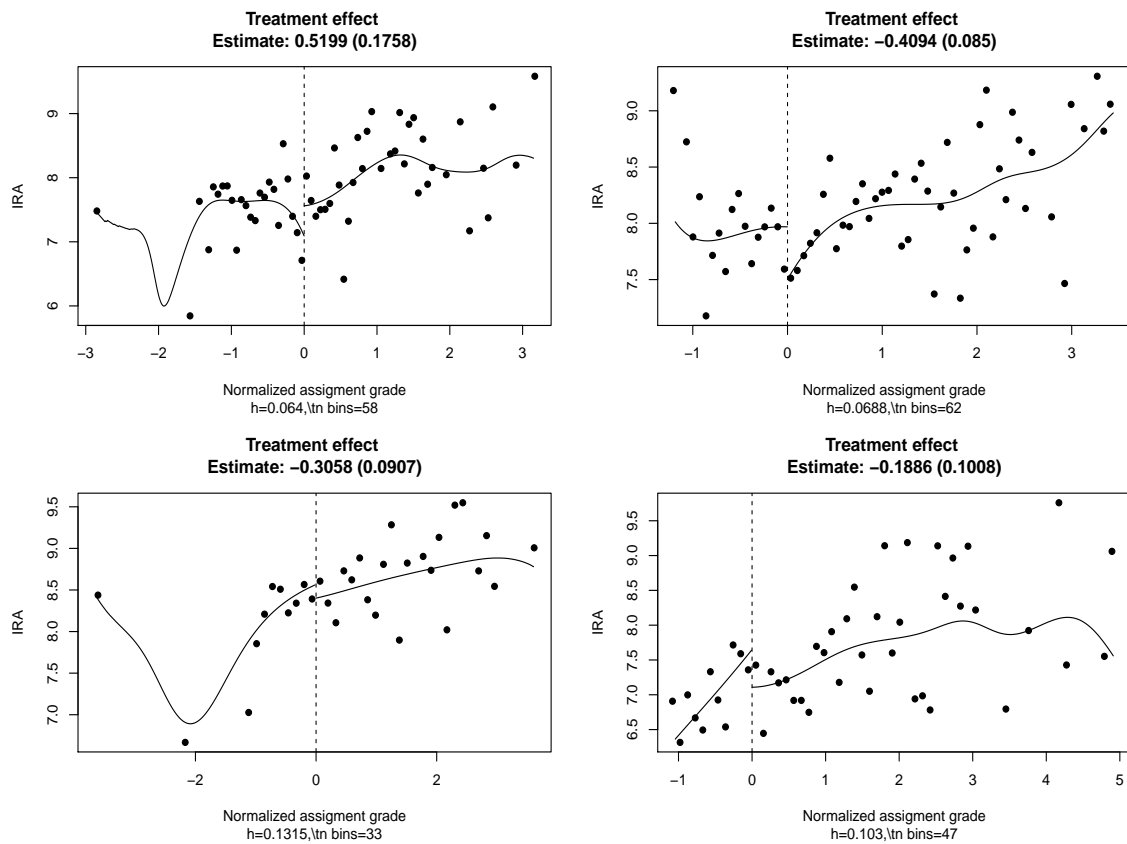 Treatment effect
Estimate: 0.5199 (0.1758)
IRA
9
8
7
6
−3 −2 −1 0 1 2 3
Normalized assigment grade
h=0.064,\tn bins=58
Treatment effect
Estimate: −0.4094 (0.085)
IRA
9.0
8.5
8.0
7.5
−1 0 1 2 3
Normalized assigment grade
h=0.0688,\tn bins=62
Treatment effect
Estimate: −0.3058 (0.0907)
IRA
9.5
9.0
8.5
8.0
7.5
7.0
−2 0 2
Normalized assigment grade
h=0.1315,\tn bins=33
Treatment effect
Estimate: −0.1886 (0.1008)
IRA
9.5
9.0
8.5
8.0
7.5
7.0
6.5
−1 0 1 2 3 4 5
Normalized assigment grade
h=0.103,\tn bins=47